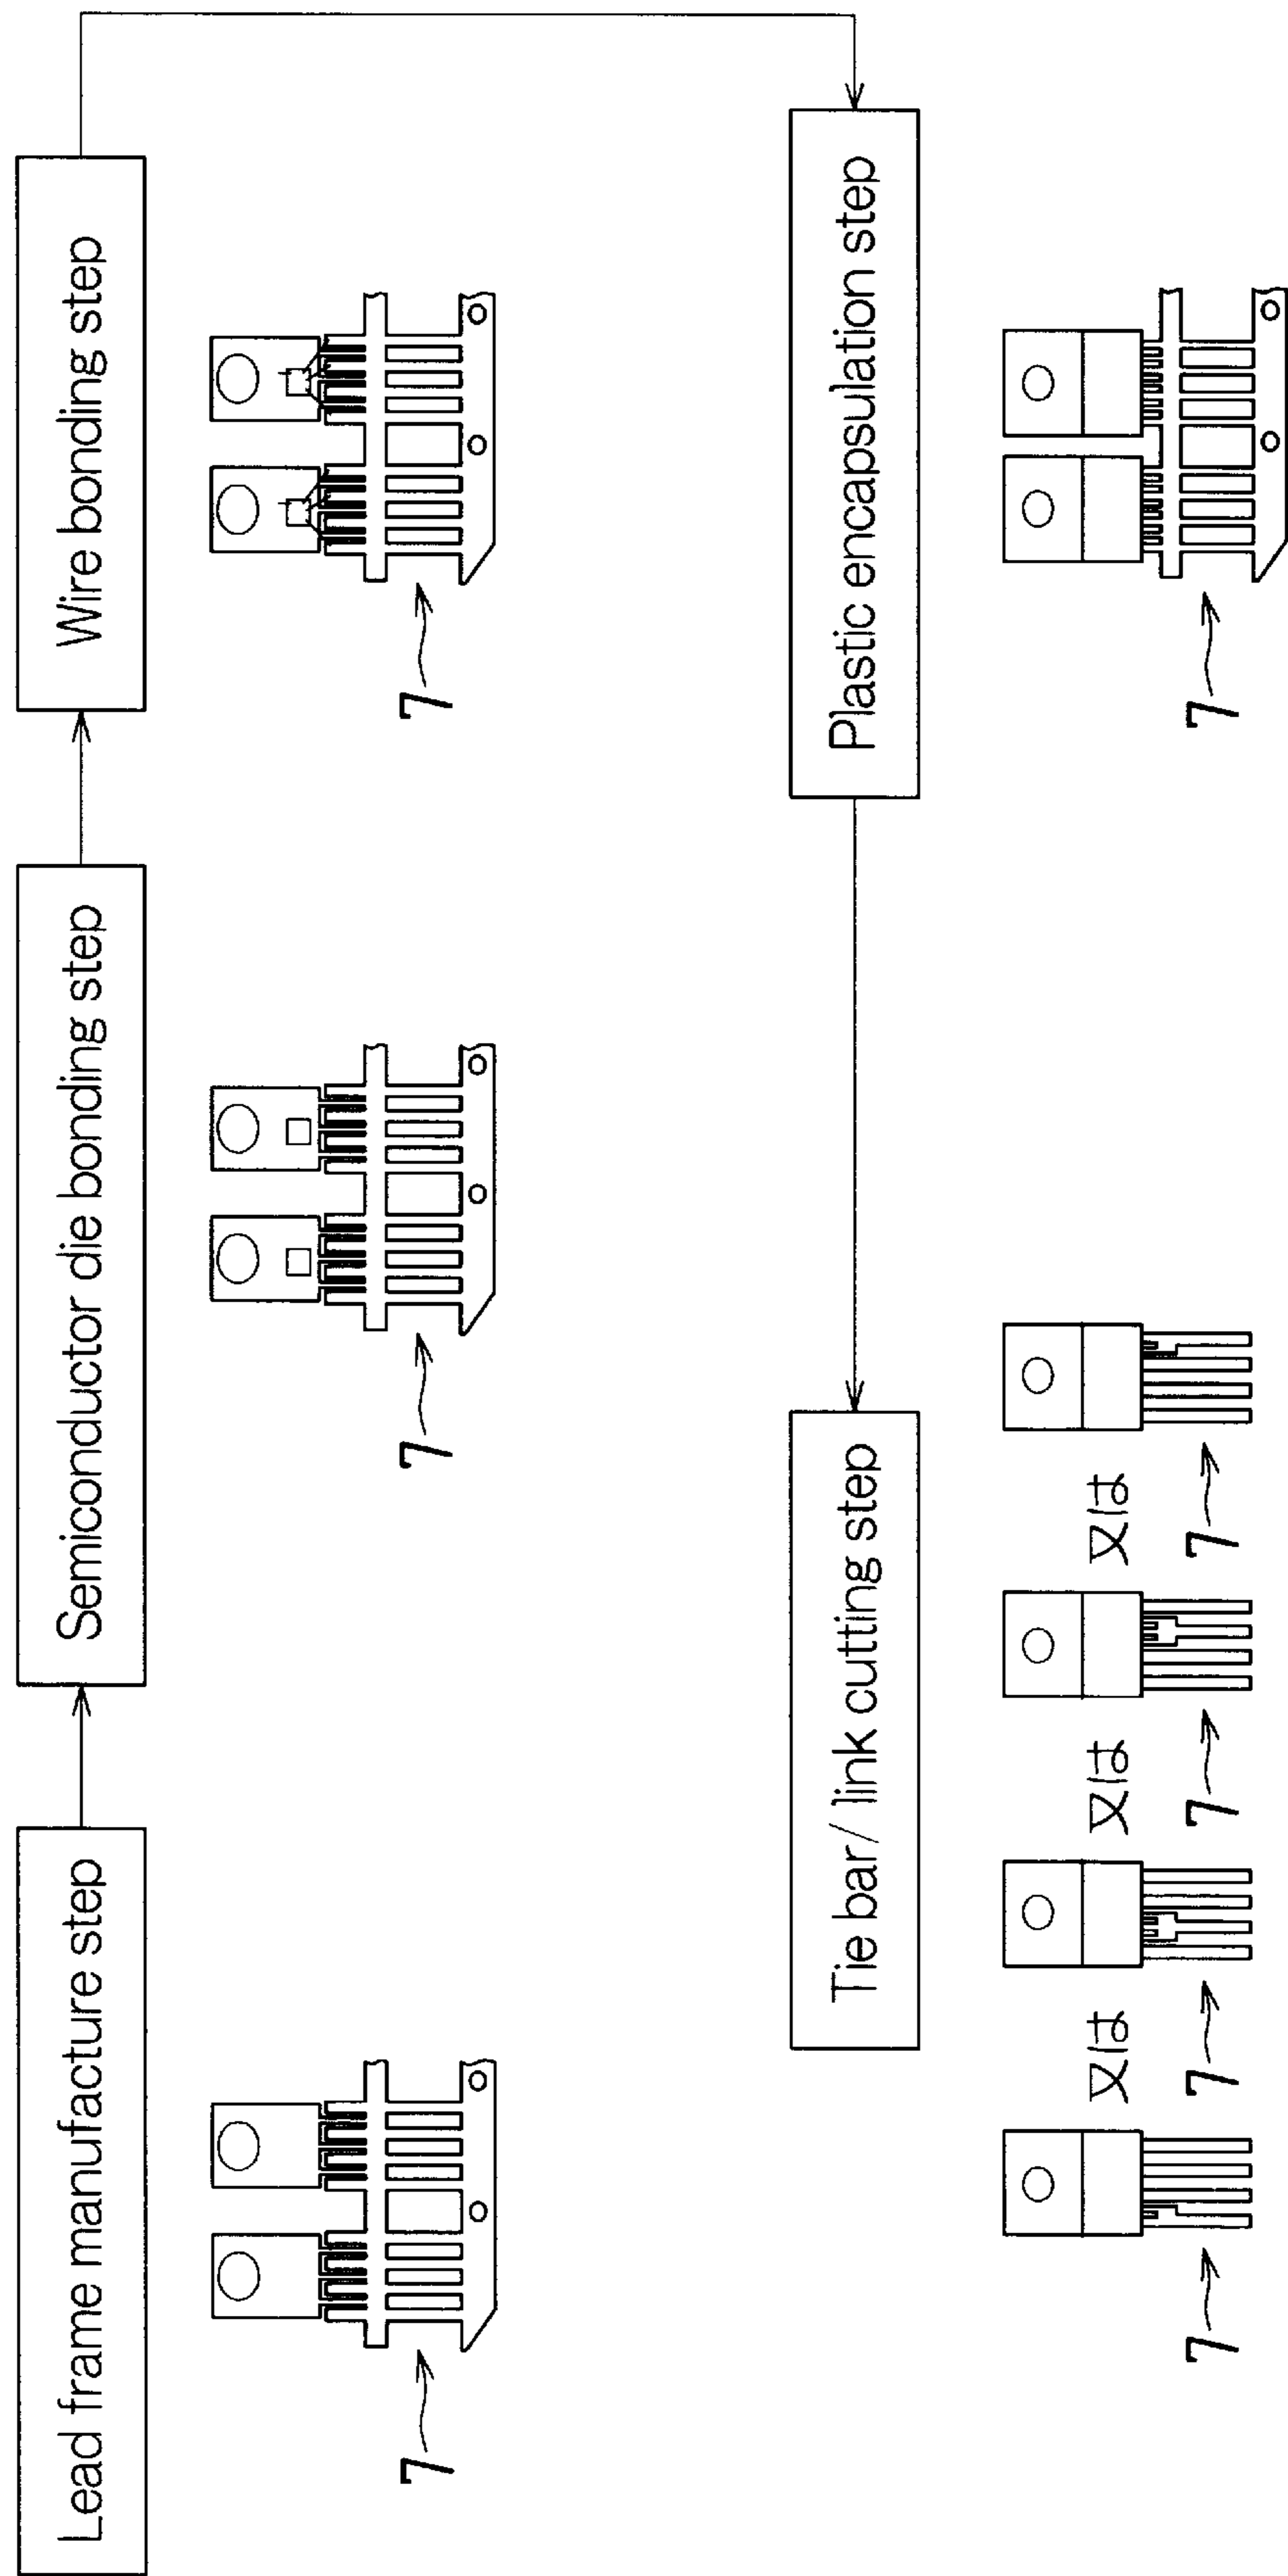 Lead frame manufacture step
7
Semiconductor die bonding step
7
Wire bonding step
7
Plastic encapsulation step
7
Tie bar/ link cutting step
7
又は
7
又は
7
又は
7